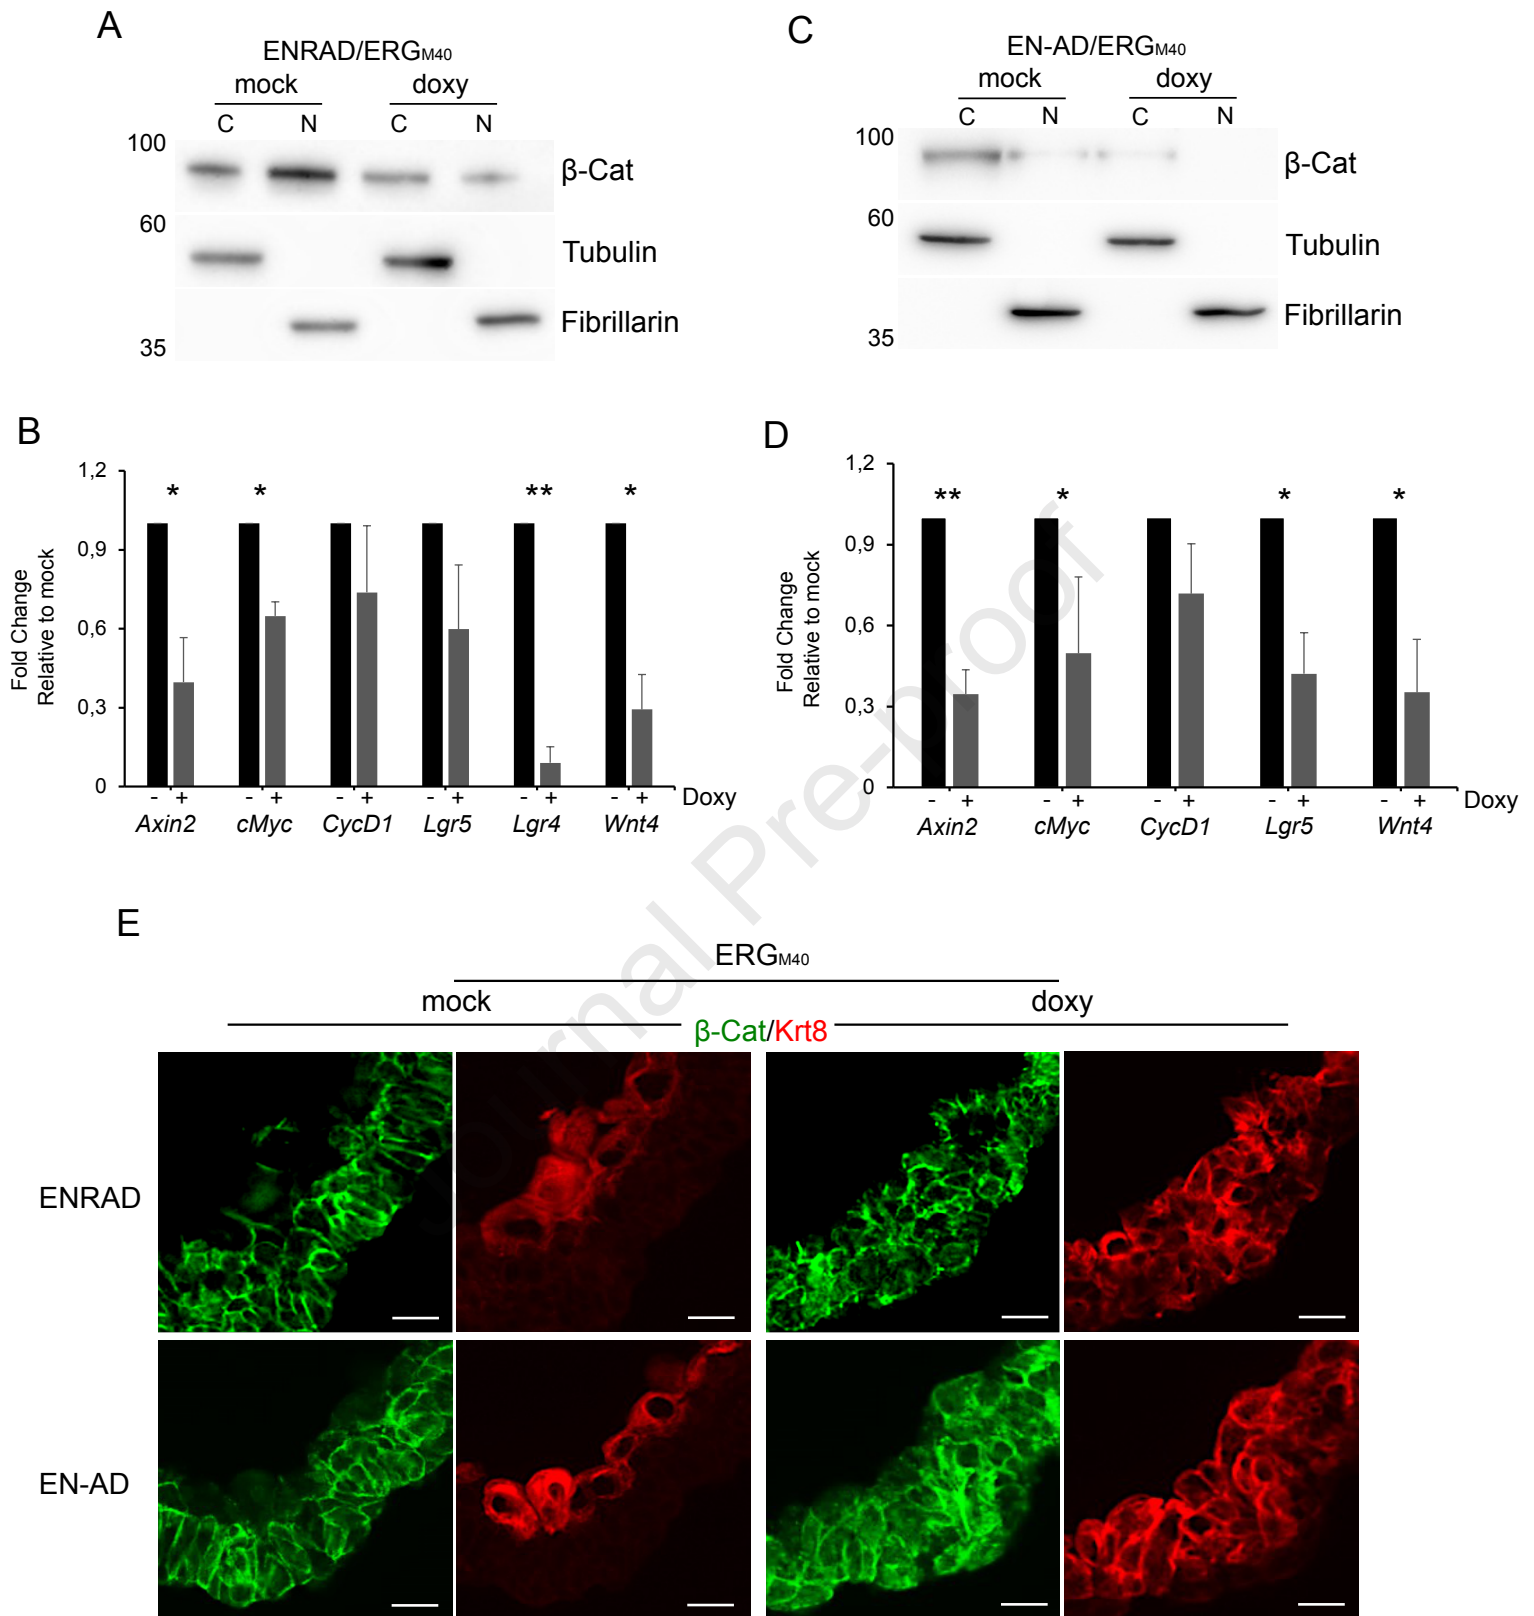 A
ENRAD/ERGM40
mock doxy
C N C N
100
β-Cat
60
Tubulin
Fibrillarin
35
C
EN-AD/ERGM40
mock doxy
C N C N
100
β-Cat
60
Tubulin
Fibrillarin
35
B
Fold Change
Relative to mock
1,2
0,9
0,6
0,3
0
* * ** *
- + - + - + - + - + - + Doxy
Axin2 cMyc CycD1 Lgr5 Lgr4 Wnt4
D
Fold Change
Relative to mock
1,2
0,9
0,6
0,3
0
** * * *
- + - + - + - + - + Doxy
Axin2 cMyc CycD1 Lgr5 Wnt4
Journal Pre-proof
E
ERGM40
mock doxy
β-Cat/Krt8
ENRAD
EN-AD